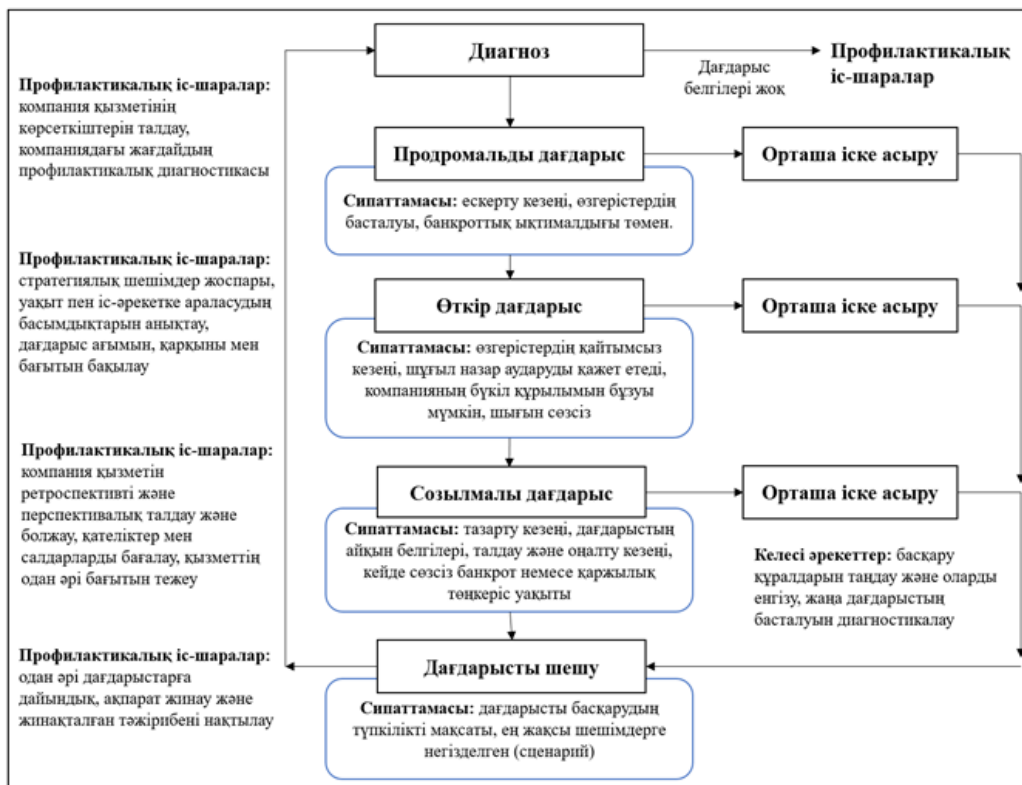 Диагноз
Дағдарыс
белгілері жоқ
Профилактикалық
іс-шаралар
Профилактикалық іс-шаралар:
компания қызметінің
көрсеткіштерін талдау,
компаниядағы жағдайдың
профилактикалық диагностикасы
Продромальды дағдарыс
Орташа іске асыру
Сипаттамасы: ескерту кезеңі, өзгерістердің
басталуы, банкроттық ықтималдығы төмен.
Профилактикалық іс-шаралар:
стратегиялық шешімдер жоспары,
уақыт пен іс-әрекетке араласудың
басымдықтарын анықтау,
дағдарыс ағымын, қарқыны мен
бағытын бақылау
Өткір дағдарыс
Орташа іске асыру
Сипаттамасы: өзгерістердің қайтымсыз
кезеңі, шұғыл назар аударуды қажет етеді,
компанияның бүкіл құрылымын бұзуы
мүмкін, шығын сөзсіз
Профилактикалық іс-шаралар:
компания қызметін
ретроспективті және
перспективалық талдау және
болжау, қателіктер мен
салдарларды бағалау, қызметтің
одан әрі бағытын тежеу
Созылмалы дағдарыс
Орташа іске асыру
Сипаттамасы: тазарту кезеңі, дағдарыстың
айқын белгілері, талдау және оңалту кезеңі,
кейде сөзсіз банкрот немесе қаржылық
төңкеріс уақыты
Келесі әрекеттер: басқару
құралдарын таңдау және оларды
енгізу, жаңа дағдарыстың
басталуын диагностикалау
Профилактикалық іс-шаралар:
одан әрі дағдарыстарға
дайындық, ақпарат жинау және
жинақталған тәжірибені нақтылау
Дағдарысты шешу
Сипаттамасы: дағдарысты басқарудың
түпкілікті мақсаты, ең жақсы шешімдерге
негізделген (сценарий)